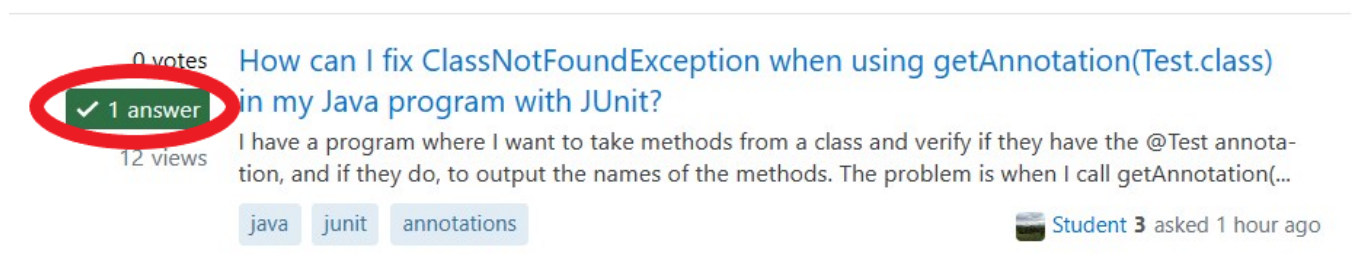 0 votes
How can I fix ClassNotFoundException when using getAnnotation(Test.class)
✓ 1 answer
in my Java program with JUnit?
12 views
I have a program where I want to take methods from a class and verify if they have the @Test annota-
tion, and if they do, to output the names of the methods. The problem is when I call getAnnotation(...
java junit annotations
Student 3 asked 1 hour ago